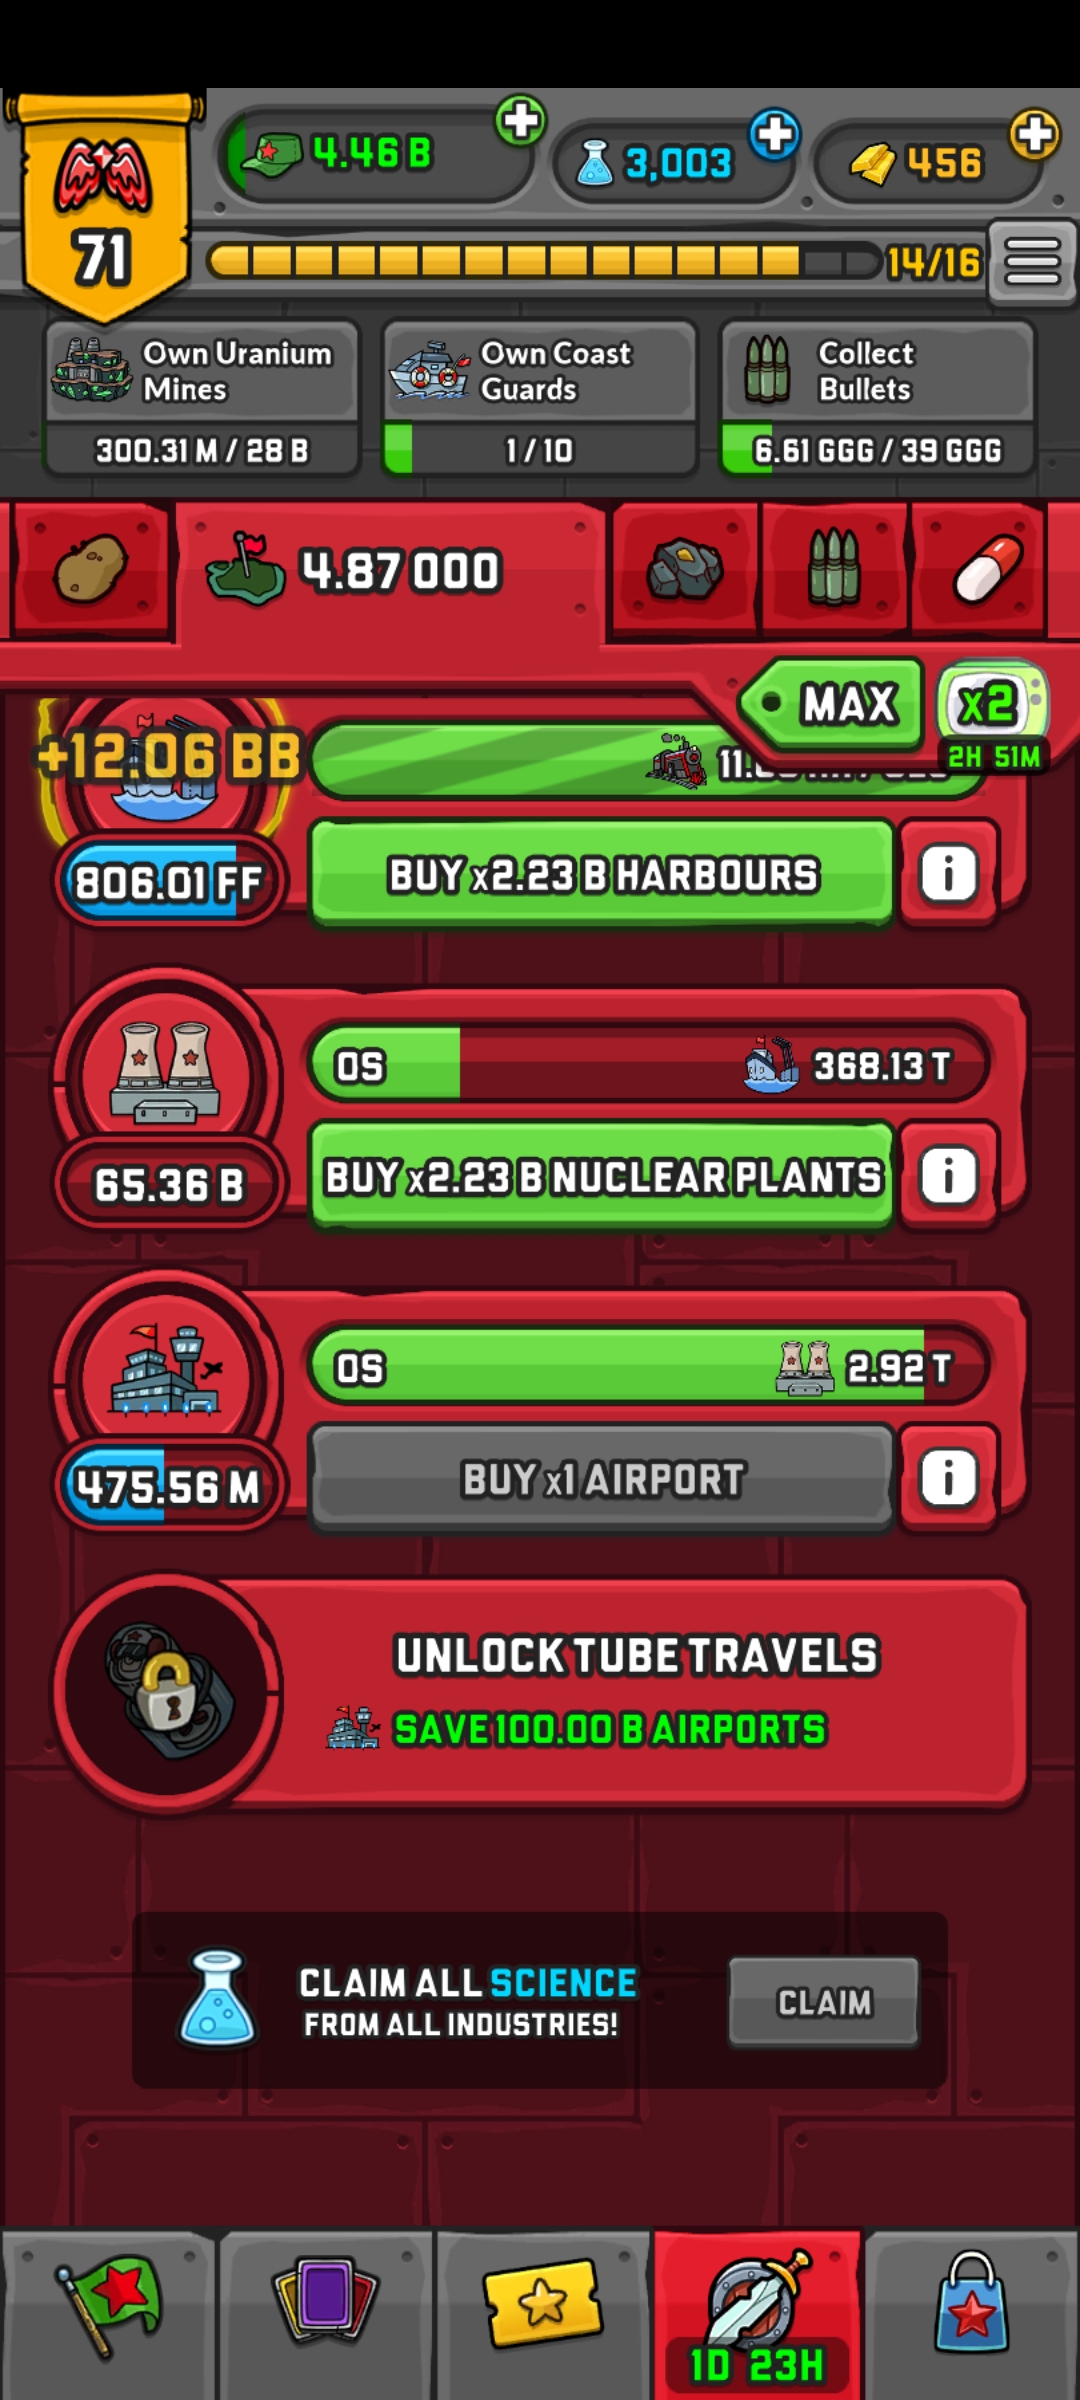 4.46 B
3,003
456
71
14/16
Own Uranium
Mines
300.31 M / 28 B
Own Coast
Guards
1 / 10
Collect
Bullets
6.61 GGG / 39 GGG
4.87 OOO
MAX
x2
2H 51M
+12.06 BB
806.01 FF
BUY x2.23 B HARBOURS
i
0S
368.13 T
65.36 B
BUY x2.23 B NUCLEAR PLANTS
i
0S
2.92 T
475.56 M
BUY x1 AIRPORT
i
UNLOCK TUBE TRAVELS
SAVE 100.00 B AIRPORTS
CLAIM ALL SCIENCE
FROM ALL INDUSTRIES!
CLAIM
1D 23H